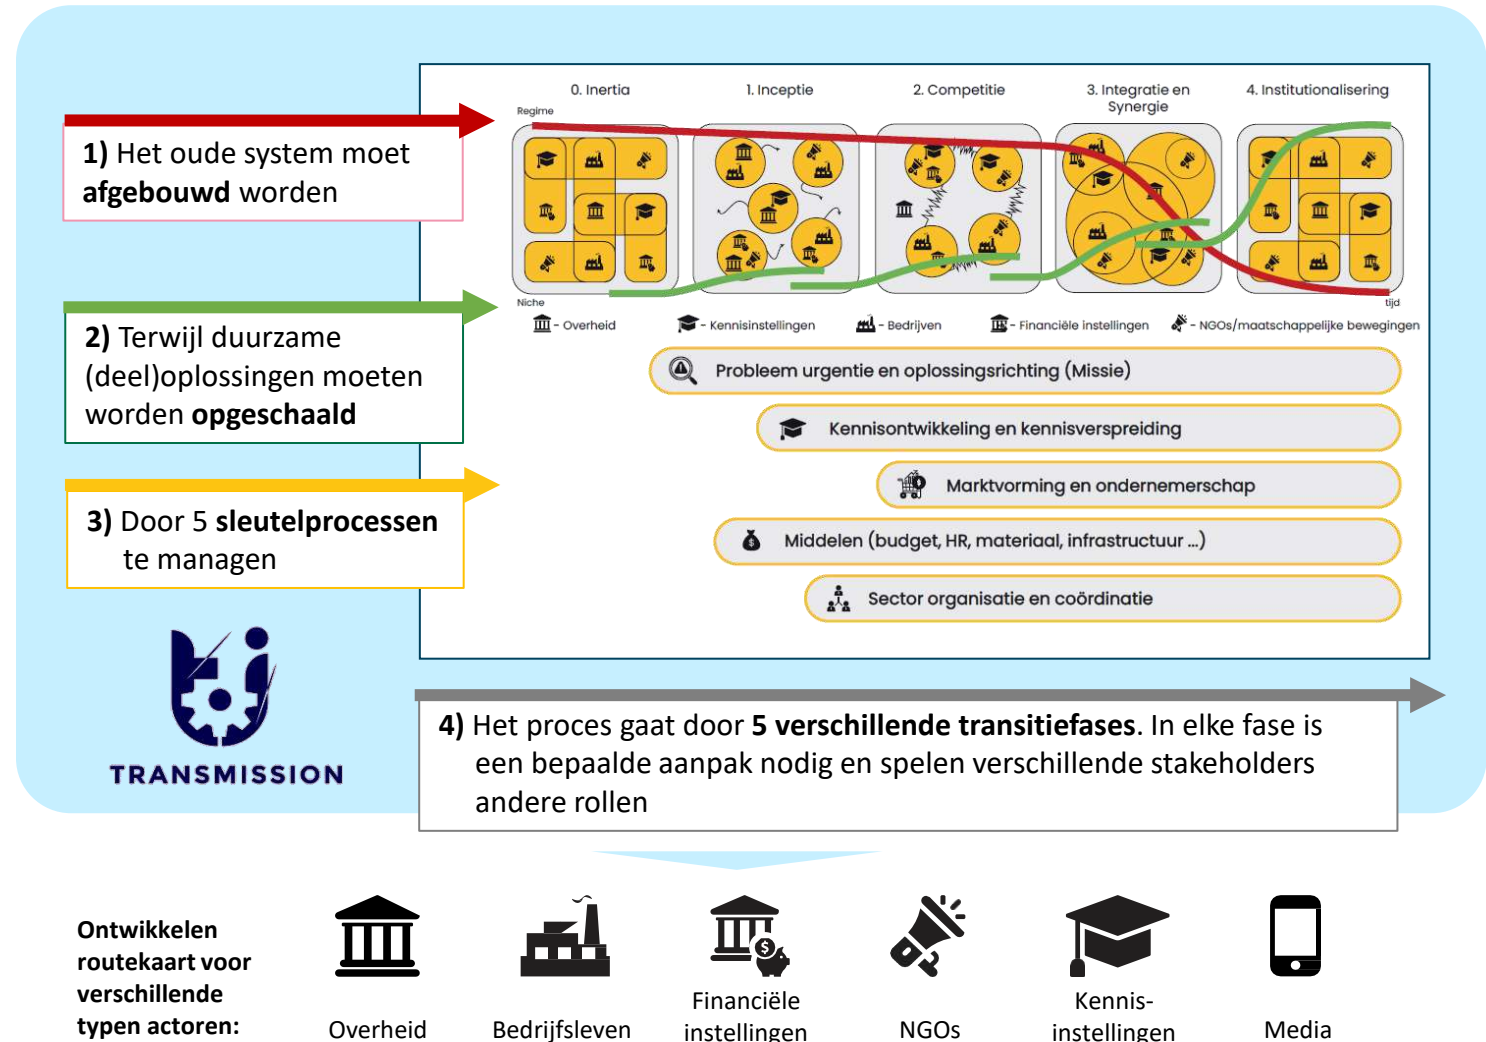 1) Het oude system moet
afgebouwd worden
2) Terwijl duurzame
(deel)oplossingen moeten
worden opgeschaald
3) Door 5 sleutelprocessen
te managen
TRANSMISSION
0. Inertia
1. Inceptie
2. Competitie
3. Integratie en
Synergie
4. Institutionalisering
Regime
Niche
tijd
- Overheid
- Kennisinstellingen
- Bedrijven
- Financiële instellingen
- NGOs/maatschappelijke bewegingen
Probleem urgentie en oplossingsrichting (Missie)
Kennisontwikkeling en kennisverspreiding
Marktvorming en ondernemerschap
Middelen (budget, HR, materiaal, infrastructuur ...)
Sector organisatie en coördinatie
4) Het proces gaat door 5 verschillende transitiefases. In elke fase is
een bepaalde aanpak nodig en spelen verschillende stakeholders
andere rollen
Ontwikkelen
routekaart voor
verschillende
typen actoren:
Overheid
Bedrijfsleven
Financiële
instellingen
NGOs
Kennis-
instellingen
Media